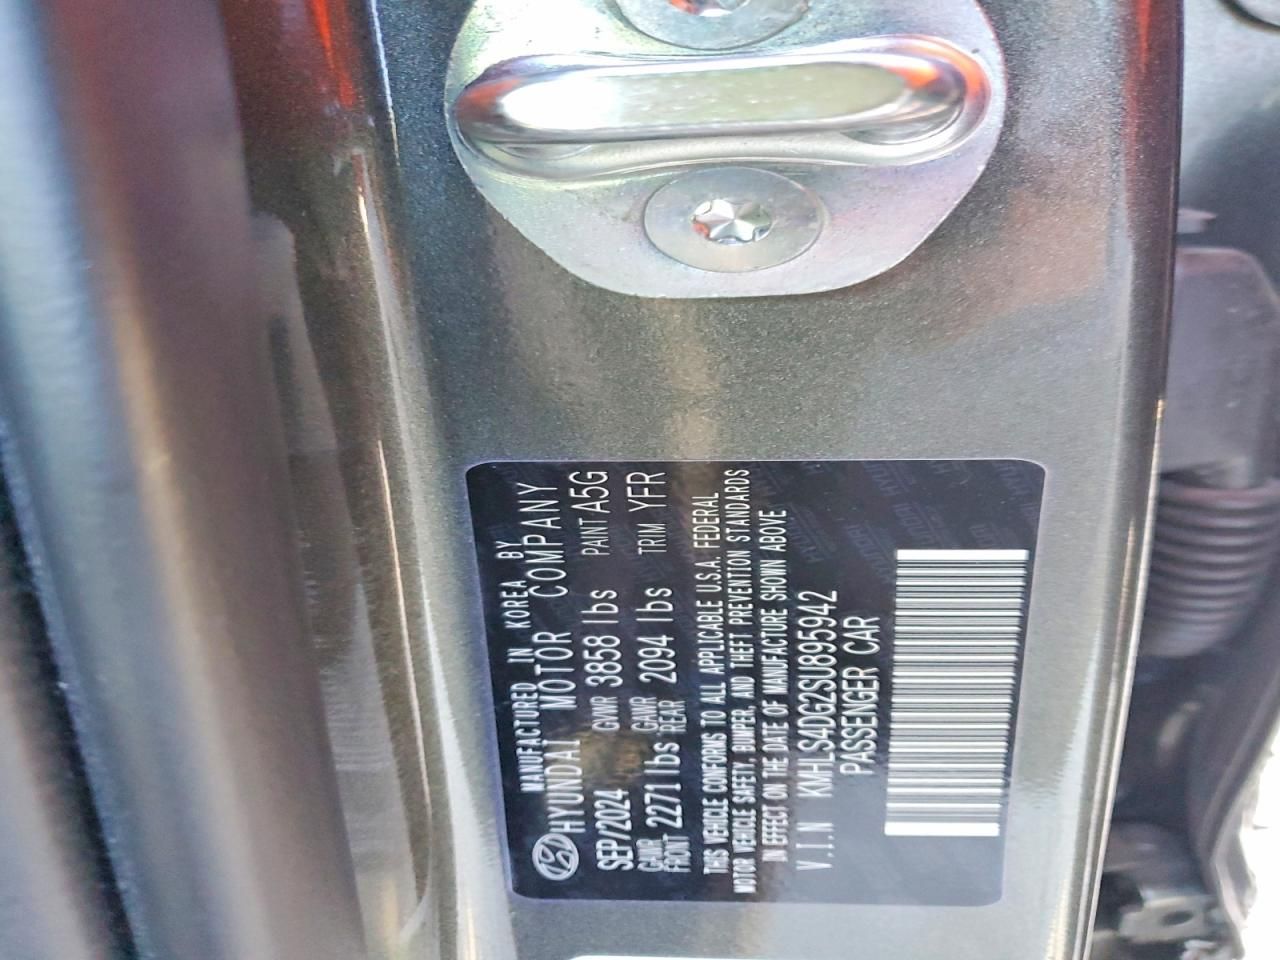 MANUFACTURED IN KOREA BY
HYUNDAI MOTOR COMPANY
SEP/2024 GVWR 3858 lbs PAINT A5G
GAWR FRONT 2271 lbs GAWR REAR 2094 lbs TRIM YFR
THIS VEHICLE CONFORMS TO ALL APPLICABLE U.S.A. FEDERAL
MOTOR VEHICLE SAFETY, BUMPER, AND THEFT PREVENTION STANDARDS
IN EFFECT ON THE DATE OF MANUFACTURE SHOWN ABOVE
V.I.N KMHLS4DG2SU895942
PASSENGER CAR